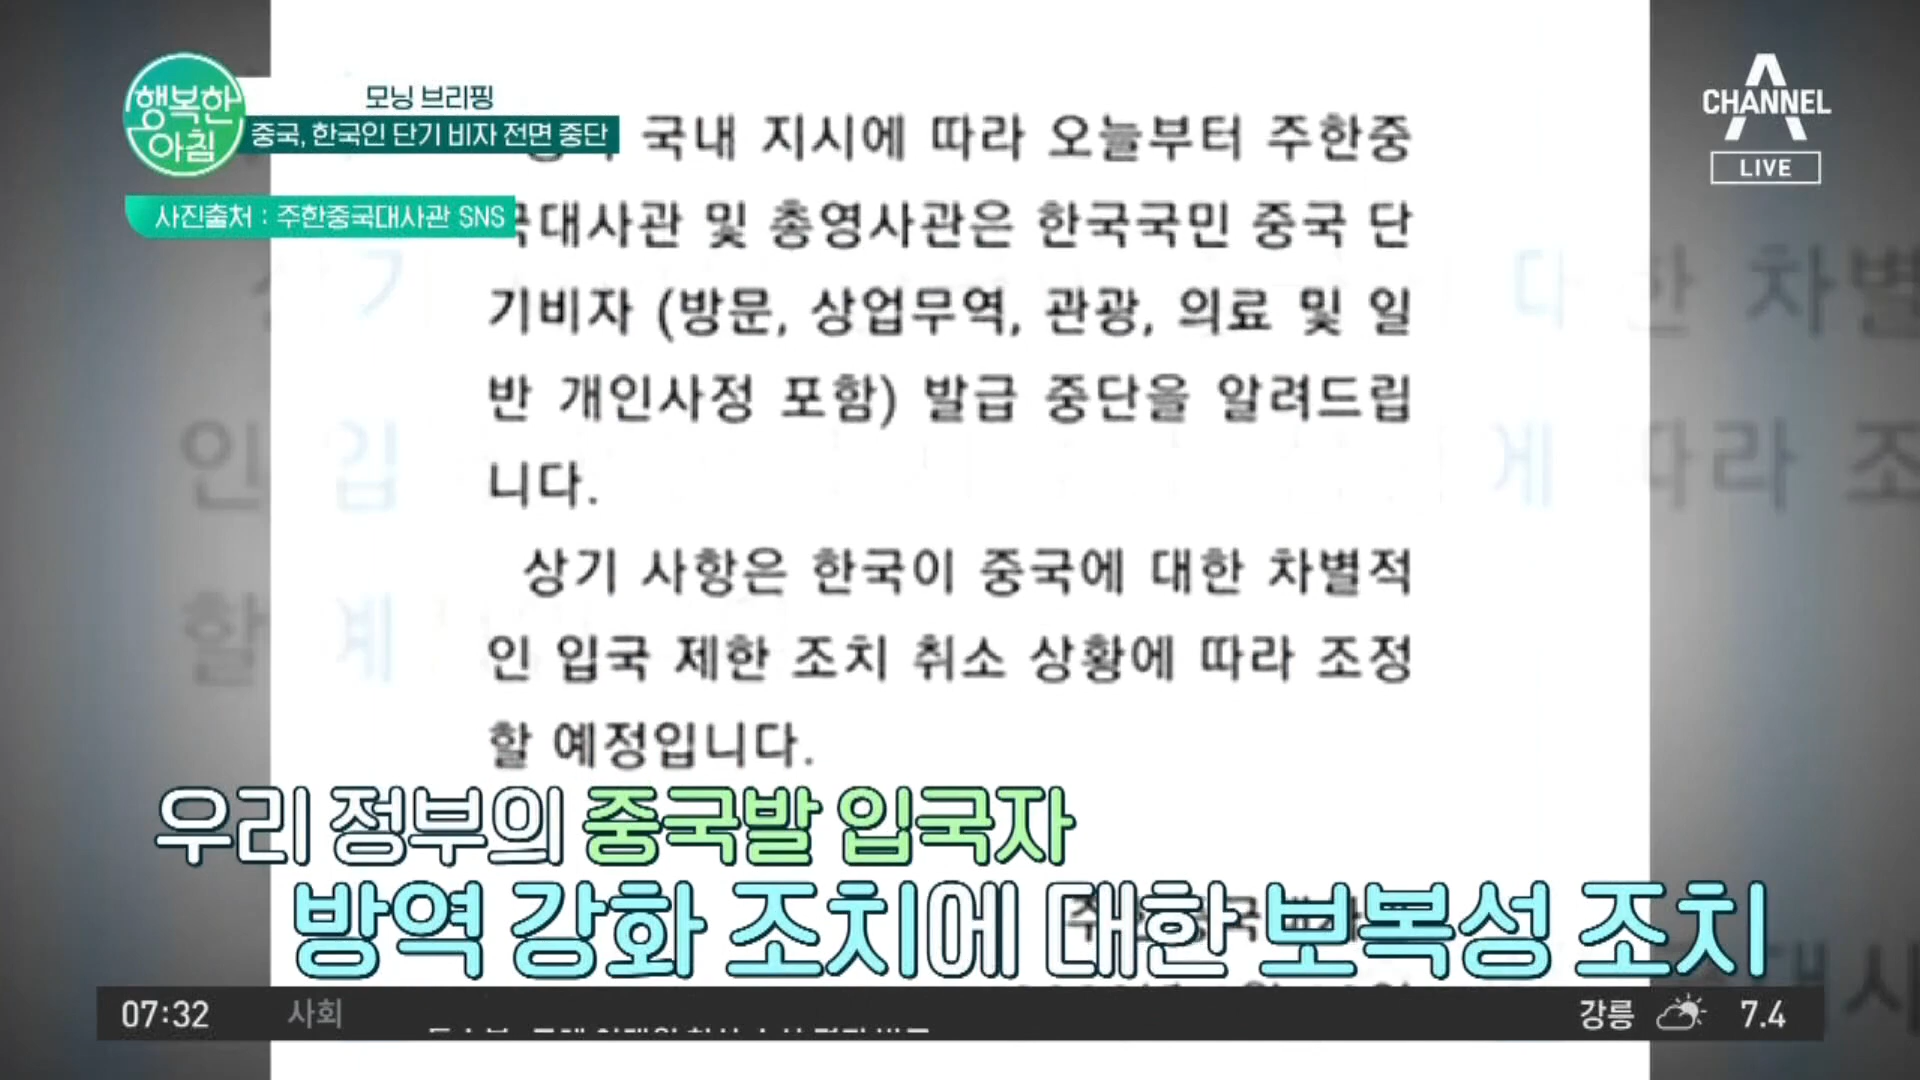 행복한
아침
모닝 브리핑
중국, 한국인 단기 비자 전면 중단
사진출처 : 주한중국대사관 SNS
CHANNEL A
LIVE
국내 지시에 따라 오늘부터 주한중
국대사관 및 총영사관은 한국국민 중국 단
기비자 (방문, 상업무역, 관광, 의료 및 일
반 개인사정 포함) 발급 중단을 알려드립
니다.
상기 사항은 한국이 중국에 대한 차별적
인 입국 제한 조치 취소 상황에 따라 조정
할 예정입니다.
우리 정부의 중국발 입국자
방역 강화 조치에 대한 보복성 조치
07:32 사회
강릉 7.4